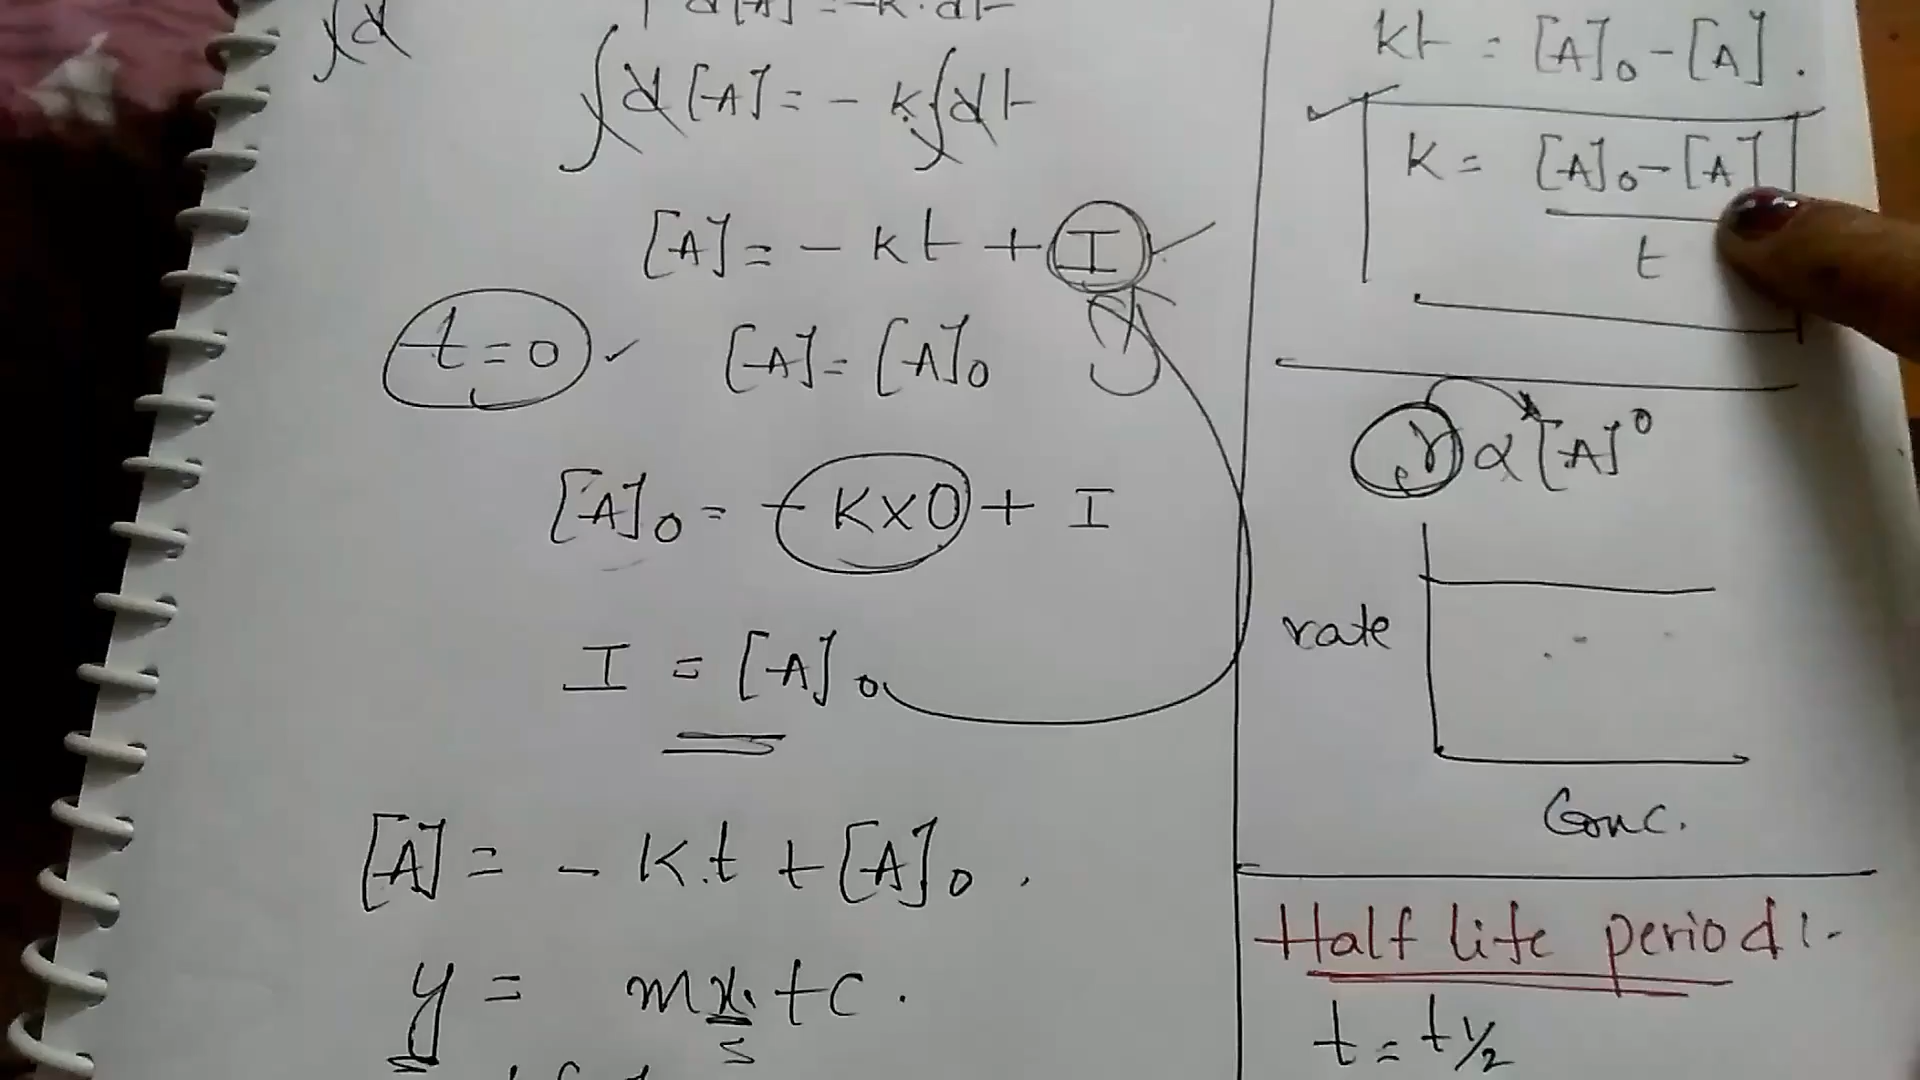 ∫d
d[A] = -K.dt
∫d[A] = - K∫dt
[A] = - Kt + I
t=0 [A] = [A]₀
[A]₀ = - K×0 + I
I = [A]₀
[A] = - K.t + [A]₀.
y = mx + c.
Kt = [A]₀ - [A].
K = [A]₀ - [A]
t
r α [A]⁰
rate
Conc.
Half life period:-
t = t½